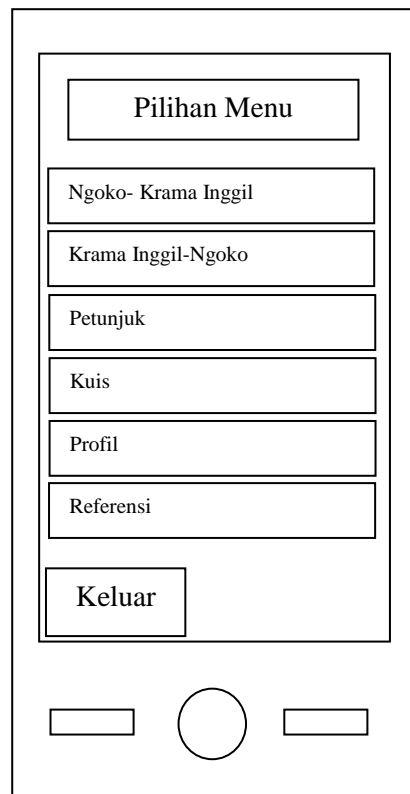 Pilihan Menu
Ngoko- Krama Inggil
Krama Inggil-Ngoko
Petunjuk
Kuis
Profil
Referensi
Keluar